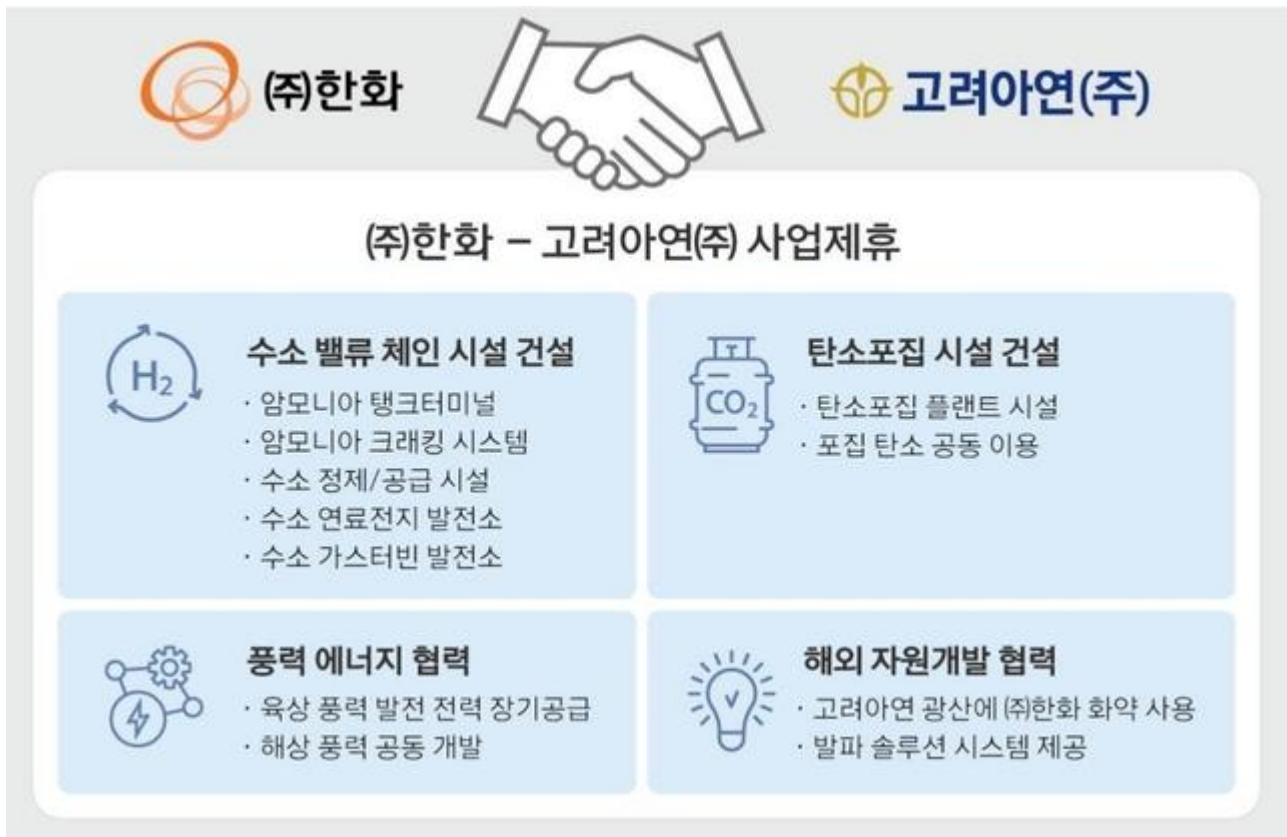 ㈜한화
고려아연(주)
㈜한화 – 고려아연㈜ 사업제휴
H₂
수소 밸류 체인 시설 건설
· 암모니아 탱크터미널
· 암모니아 크래킹 시스템
· 수소 정제/공급 시설
· 수소 연료전지 발전소
· 수소 가스터빈 발전소
CO₂
탄소포집 시설 건설
· 탄소포집 플랜트 시설
· 포집 탄소 공동 이용
풍력 에너지 협력
· 육상 풍력 발전 전력 장기공급
· 해상 풍력 공동 개발
해외 자원개발 협력
· 고려아연 광산에 ㈜한화 화약 사용
· 발파 솔루션 시스템 제공